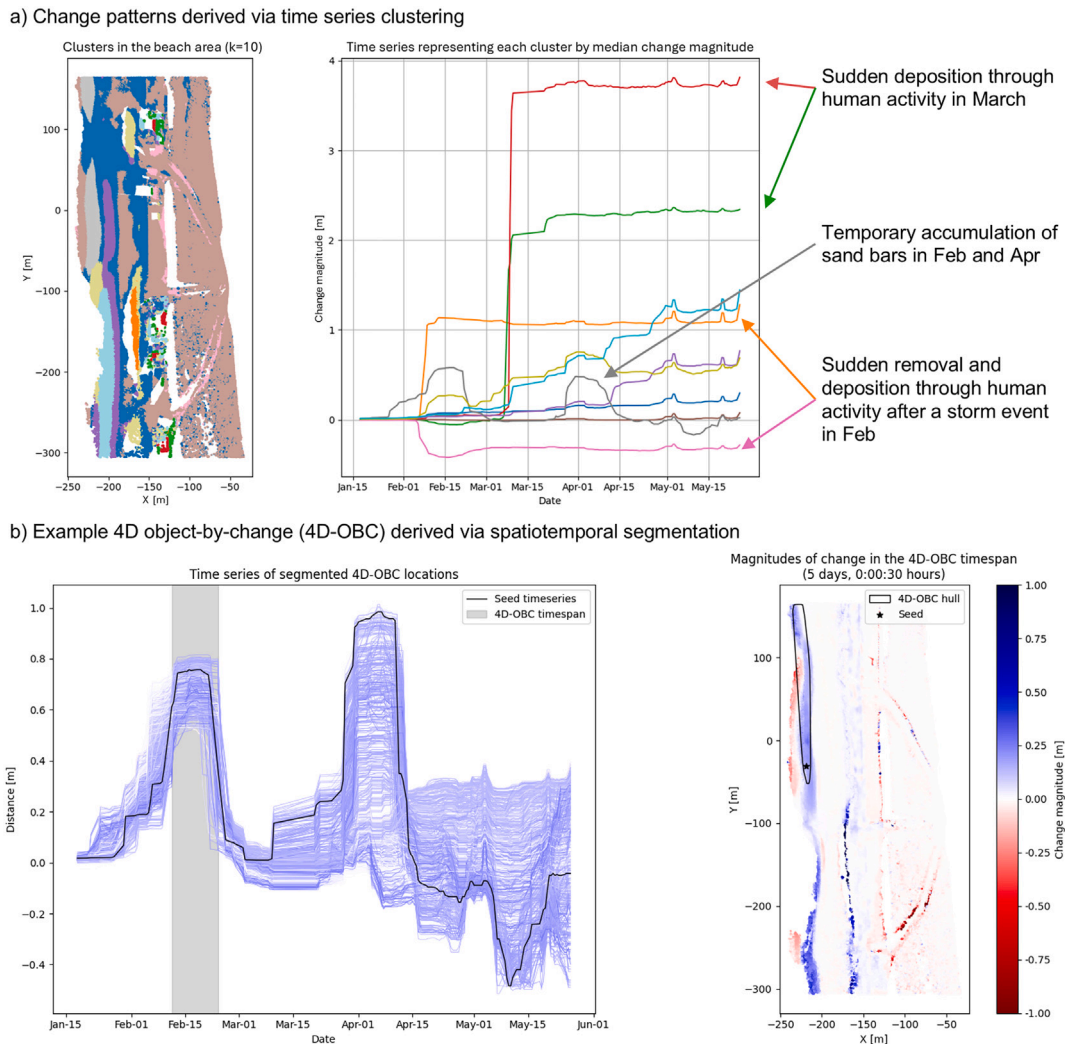 a) Change patterns derived via time series clustering
Clusters in the beach area (k=10)
100
0
−100
−200
−300
Y [m]
−250
−200
−150
−100
−50
X [m]
Time series representing each cluster by median change magnitude
4
3
2
1
0
Change magnitude [m]
Jan-15
Feb-01
Feb-15
Mar-01
Mar-15
Apr-01
Apr-15
May-01
May-15
Date
Sudden deposition through
human activity in March
Temporary accumulation of
sand bars in Feb and Apr
Sudden removal and
deposition through human
activity after a storm event
in Feb
b) Example 4D object-by-change (4D-OBC) derived via spatiotemporal segmentation
Time series of segmented 4D-OBC locations
Seed timeseries
4D-OBC timespan
1.0
0.8
0.6
0.4
0.2
0.0
−0.2
−0.4
Distance [m]
Jan-15
Feb-01
Feb-15
Mar-01
Mar-15
Apr-01
Apr-15
May-01
May-15
Jun-01
Date
Magnitudes of change in the 4D-OBC timespan
(5 days, 0:00:30 hours)
4D-OBC hull
Seed
100
0
−100
−200
−300
Y [m]
−250
−200
−150
−100
−50
X [m]
1.00
0.75
0.50
0.25
0.00
−0.25
−0.50
−0.75
−1.00
Change magnitude [m]